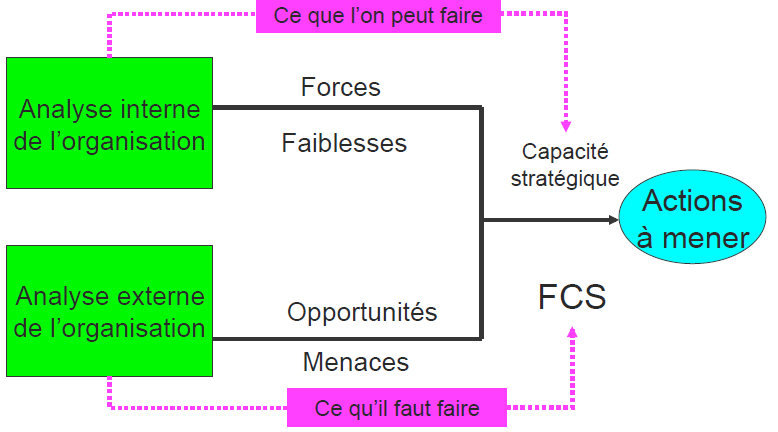 Ce que l’on peut faire
Analyse interne
de l’organisation
Forces
Faiblesses
Capacité
stratégique
Actions
à mener
Analyse externe
de l’organisation
Opportunités
Menaces
FCS
Ce qu’il faut faire